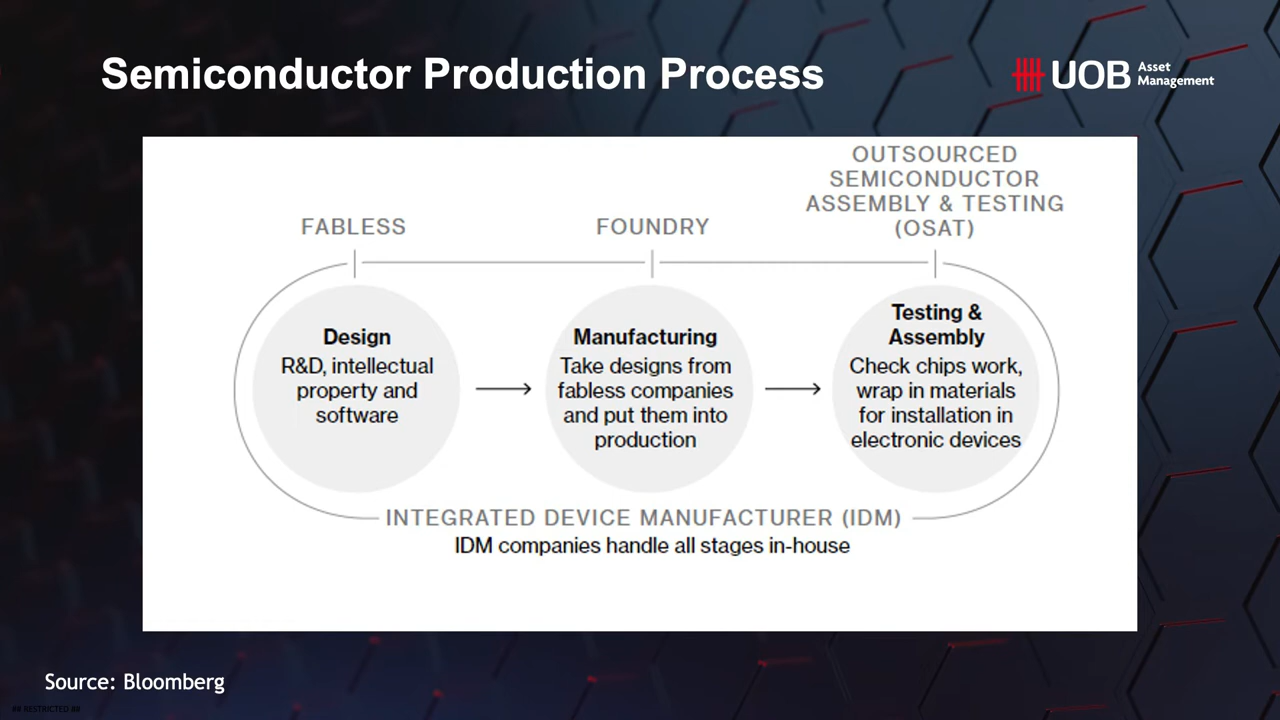 Semiconductor Production Process
UOB Asset
Management
OUTSOURCED
SEMICONDUCTOR
ASSEMBLY & TESTING
(OSAT)
FABLESS
FOUNDRY
Design
R&D, intellectual
property and
software
Manufacturing
Take designs from
fabless companies
and put them into
production
Testing &
Assembly
Check chips work,
wrap in materials
for installation in
electronic devices
INTEGRATED DEVICE MANUFACTURER (IDM)
IDM companies handle all stages in-house
Source: Bloomberg
## RESTRICTED ##